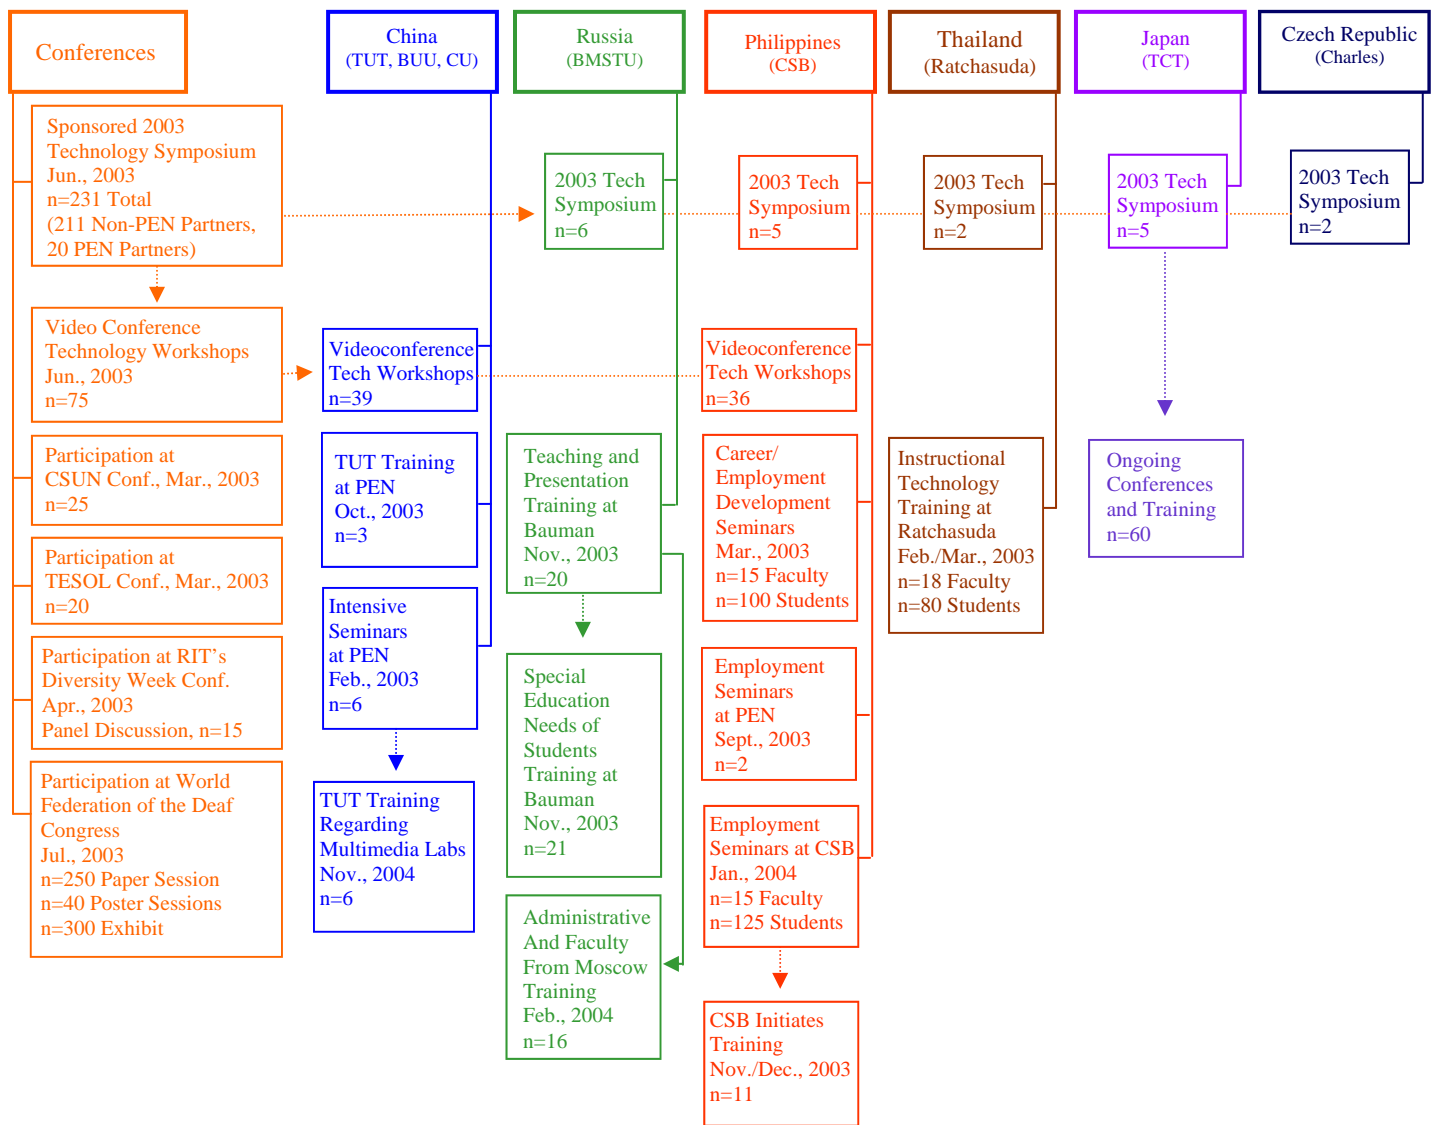 Conferences
Sponsored 2003
Technology Symposium
Jun., 2003
n=231 Total
(211 Non-PEN Partners,
20 PEN Partners)
Video Conference
Technology Workshops
Jun., 2003
n=75
Participation at
CSUN Conf., Mar., 2003
n=25
Participation at
TESOL Conf., Mar., 2003
n=20
Participation at RIT's
Diversity Week Conf.
Apr., 2003
Panel Discussion, n=15
Participation at World
Federation of the Deaf
Congress
Jul., 2003
n=250 Paper Session
n=40 Poster Sessions
n=300 Exhibit
China
(TUT, BUU, CU)
Videoconference
Tech Workshops
n=39
TUT Training
at PEN
Oct., 2003
n=3
Intensive
Seminars
at PEN
Feb., 2003
n=6
TUT Training
Regarding
Multimedia Labs
Nov., 2004
n=6
Russia
(BMSTU)
2003 Tech
Symposium
n=6
Teaching and
Presentation
Training at
Bauman
Nov., 2003
n=20
Special
Education
Needs of
Students
Training at
Bauman
Nov., 2003
n=21
Administrative
And Faculty
From Moscow
Training
Feb., 2004
n=16
Philippines
(CSB)
2003 Tech
Symposium
n=5
Videoconference
Tech Workshops
n=36
Career/
Employment
Development
Seminars
Mar., 2003
n=15 Faculty
n=100 Students
Employment
Seminars
at PEN
Sept., 2003
n=2
Employment
Seminars at CSB
Jan., 2004
n=15 Faculty
n=125 Students
CSB Initiates
Training
Nov./Dec., 2003
n=11
Thailand
(Ratchasuda)
2003 Tech
Symposium
n=2
Instructional
Technology
Training at
Ratchasuda
Feb./Mar., 2003
n=18 Faculty
n=80 Students
Japan
(TCT)
2003 Tech
Symposium
n=5
Ongoing
Conferences
and Training
n=60
Czech Republic
(Charles)
2003 Tech
Symposium
n=2